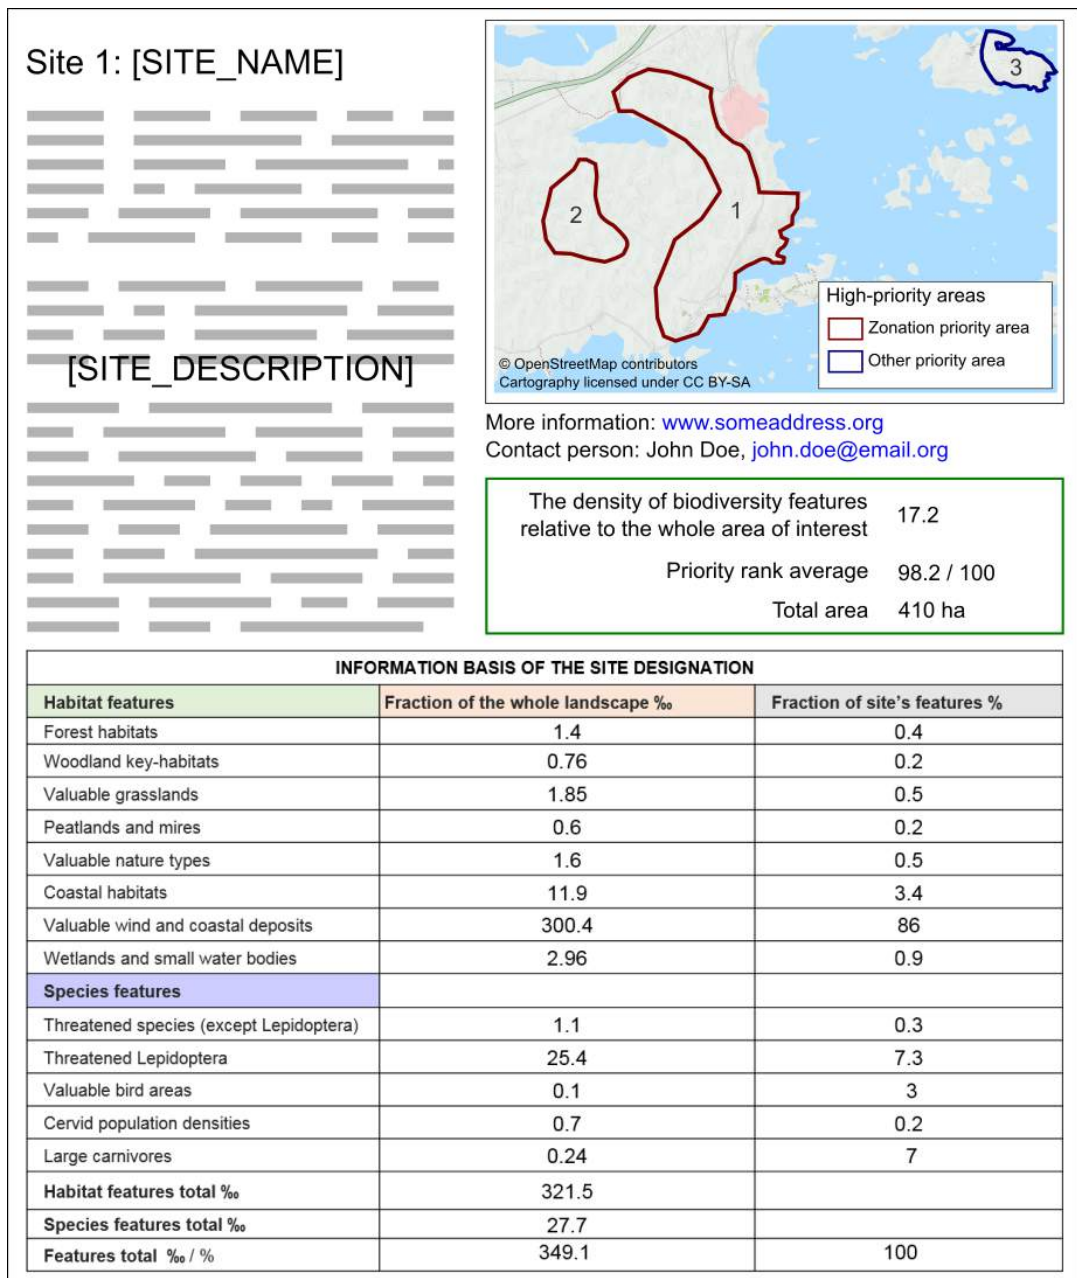 Site 1: [SITE_NAME]
[SITE_DESCRIPTION]
1
2
3
High-priority areas
Zonation priority area
Other priority area
© OpenStreetMap contributors
Cartography licensed under CC BY-SA
More information: www.someaddress.org
Contact person: John Doe, john.doe@email.org
The density of biodiversity features
relative to the whole area of interest 17.2
Priority rank average 98.2 / 100
Total area 410 ha
INFORMATION BASIS OF THE SITE DESIGNATION
Habitat features Fraction of the whole landscape ‰ Fraction of site's features %
Forest habitats 1.4 0.4
Woodland key-habitats 0.76 0.2
Valuable grasslands 1.85 0.5
Peatlands and mires 0.6 0.2
Valuable nature types 1.6 0.5
Coastal habitats 11.9 3.4
Valuable wind and coastal deposits 300.4 86
Wetlands and small water bodies 2.96 0.9
Species features
Threatened species (except Lepidoptera) 1.1 0.3
Threatened Lepidoptera 25.4 7.3
Valuable bird areas 0.1 3
Cervid population densities 0.7 0.2
Large carnivores 0.24 7
Habitat features total ‰ 321.5
Species features total ‰ 27.7
Features total ‰ / % 349.1 100